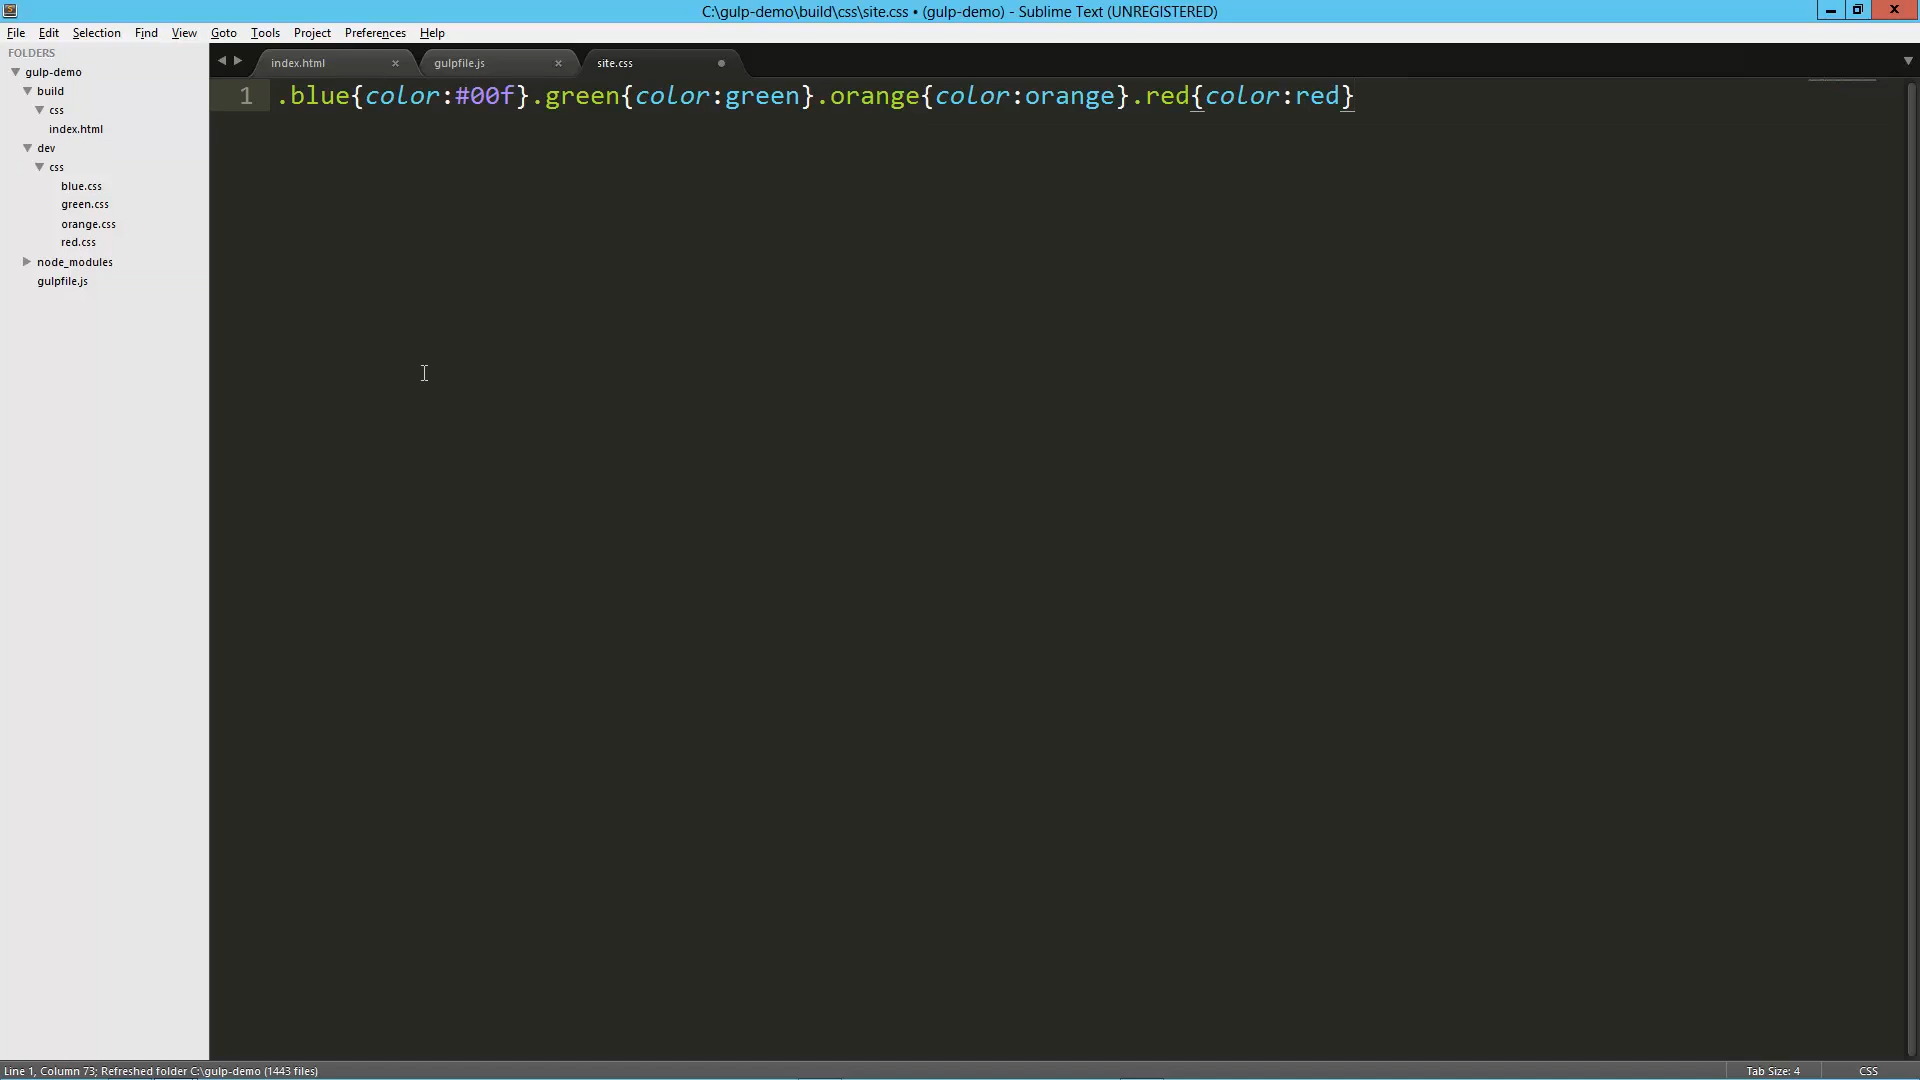 C:\gulp-demo\build\css\site.css • (gulp-demo) - Sublime Text (UNREGISTERED)
File Edit Selection Find View Goto Tools Project Preferences Help
FOLDERS
gulp-demo
build
css
index.html
dev
css
blue.css
green.css
orange.css
red.css
node_modules
gulpfile.js
index.html × gulpfile.js × site.css
1 .blue{color:#00f}.green{color:green}.orange{color:orange}.red{color:red}
Line 1, Column 73; Refreshed folder C:\gulp-demo (1443 files) Tab Size: 4 CSS